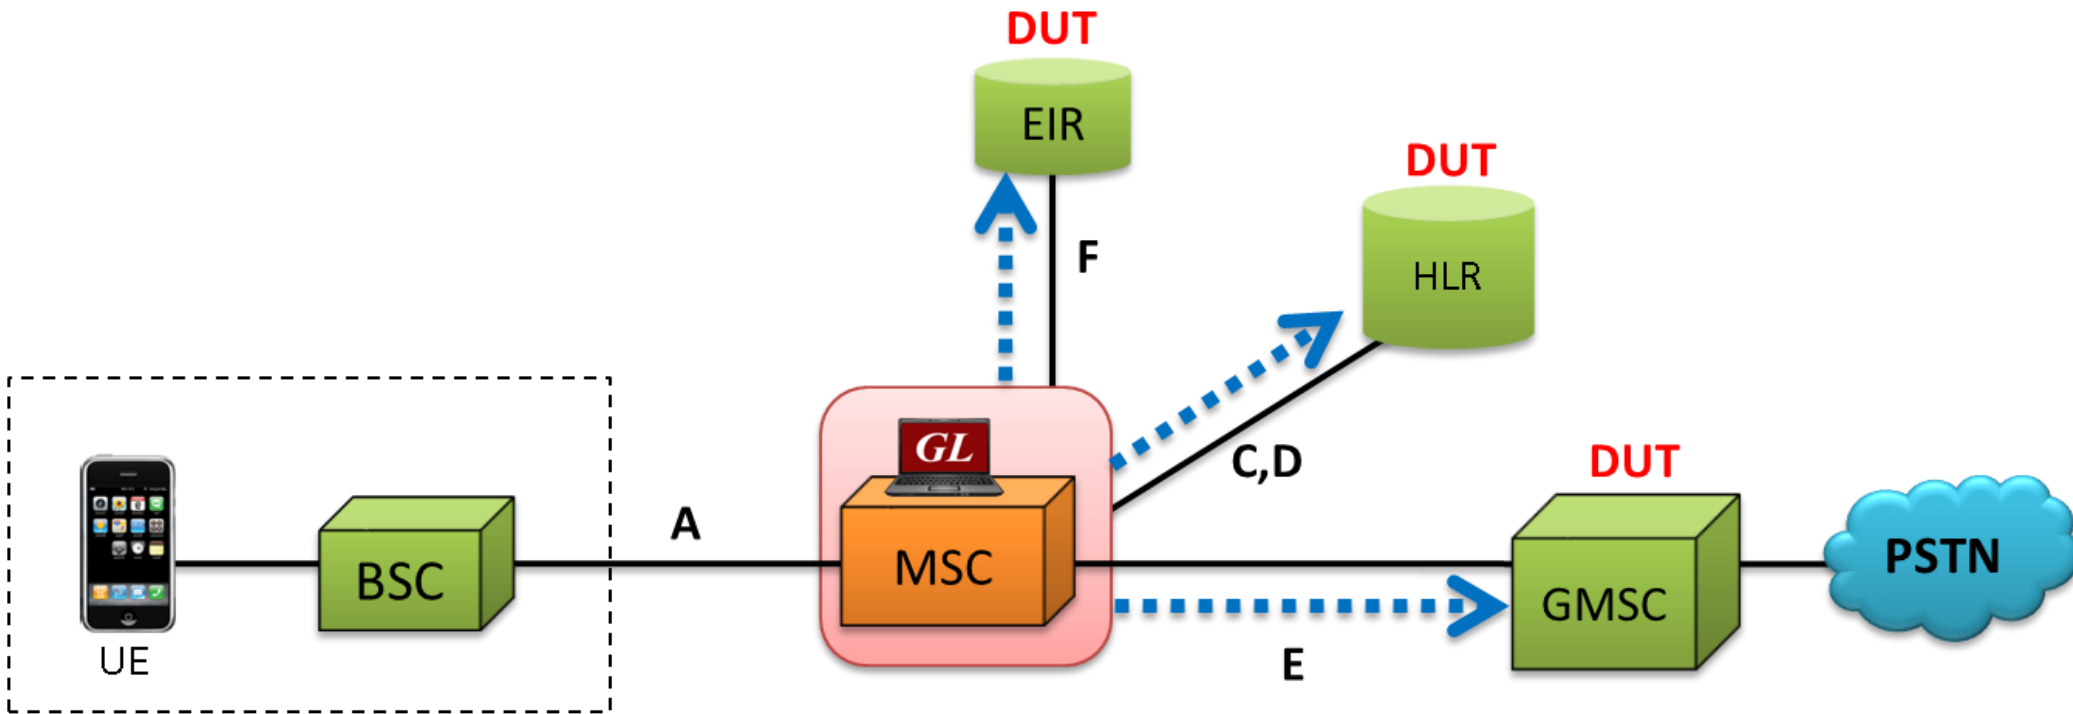 DUT
EIR
DUT
F
HLR
GL
C,D
DUT
A
MSC
PSTN
BSC
GMSC
UE
E